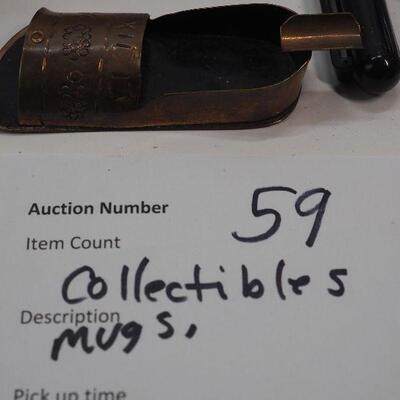 Auction Number 59
Item Count
Collectibles
Description
mugs,
Pick up time